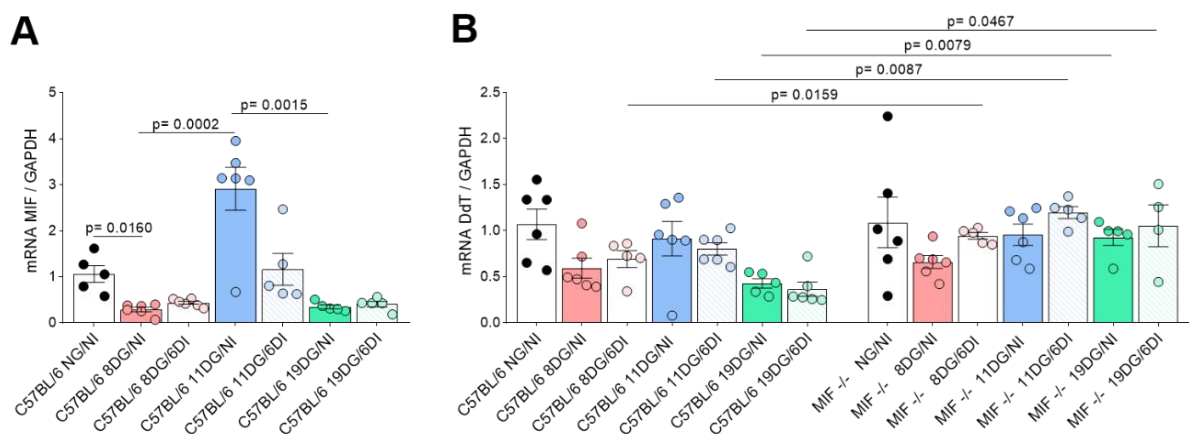 A
p= 0.0160
p= 0.0002
p= 0.0015
mRNA MIF / GAPDH
5
4
3
2
1
0
C57BL/6 NG/NI
C57BL/6 8DG/NI
C57BL/6 8DG/6DI
C57BL/6 11DG/NI
C57BL/6 11DG/6DI
C57BL/6 19DG/NI
C57BL/6 19DG/6DI
B
p= 0.0467
p= 0.0079
p= 0.0087
p= 0.0159
mRNA DdT / GAPDH
2.5
2.0
1.5
1.0
0.5
0.0
C57BL/6 NG/NI
C57BL/6 8DG/NI
C57BL/6 8DG/6DI
C57BL/6 11DG/NI
C57BL/6 11DG/6DI
C57BL/6 19DG/NI
C57BL/6 19DG/6DI
MIF -/- NG/NI
MIF -/- 8DG/NI
MIF -/- 8DG/6DI
MIF -/- 11DG/NI
MIF -/- 11DG/6DI
MIF -/- 19DG/NI
MIF -/- 19DG/6DI